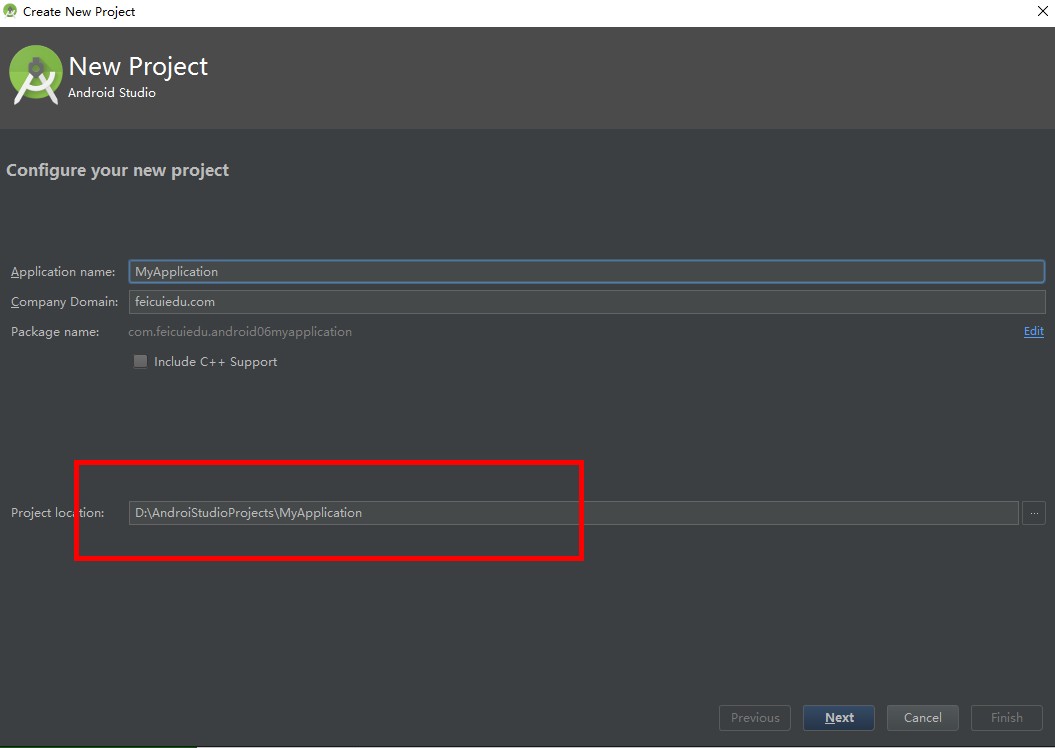 Create New Project
New Project
Android Studio
Configure your new project
Application name: MyApplication
Company Domain: feicuiedu.com
Package name: com.feicuiedu.android06myapplication Edit
Include C++ Support
Project location: D:\AndroiStudioProjects\MyApplication ...
Previous Next Cancel Finish